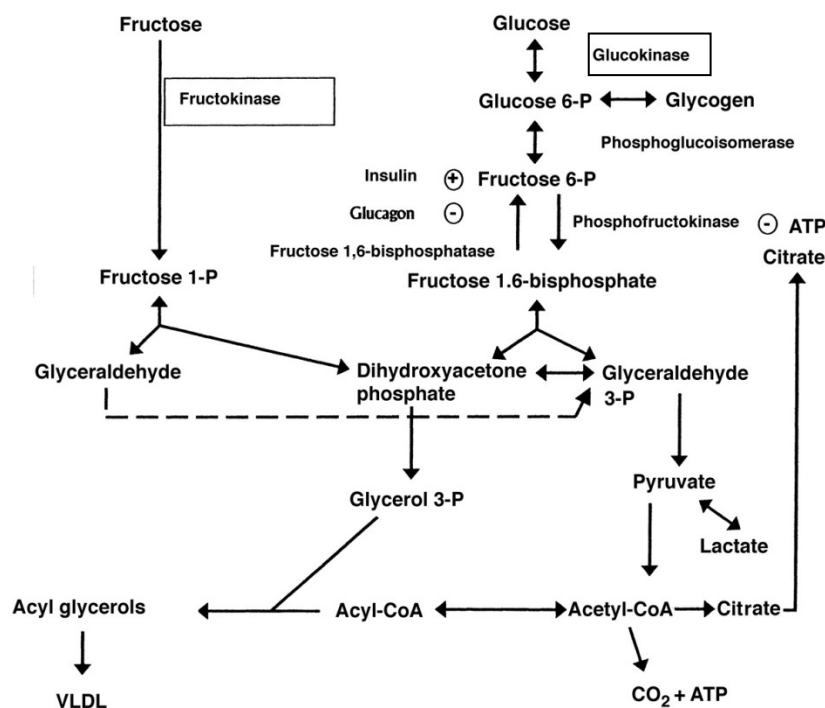 Fructose
Glucose
Glucokinase
Fructokinase
Glucose 6-P
Glycogen
Phosphoglucoisomerase
Insulin
+
Fructose 6-P
Glucagon
-
Phosphofructokinase
-
ATP
Fructose 1,6-bisphosphatase
Citrate
Fructose 1-P
Fructose 1.6-bisphosphate
Glyceraldehyde
Dihydroxyacetone
phosphate
Glyceraldehyde
3-P
Pyruvate
Glycerol 3-P
Lactate
Acyl glycerols
Acyl-CoA
Acetyl-CoA
Citrate
VLDL
CO₂ + ATP